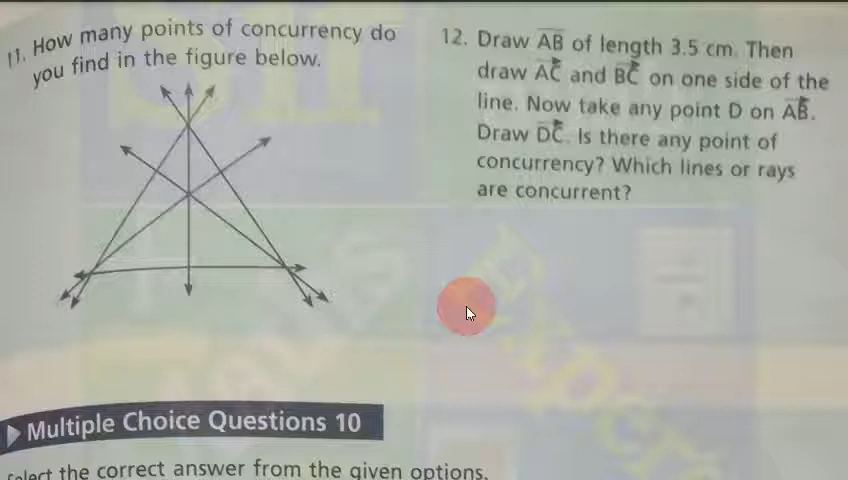 11. How many points of concurrency do
you find in the figure below.
12. Draw AB of length 3.5 cm. Then
draw AC and BC on one side of the
line. Now take any point D on AB.
Draw DC. Is there any point of
concurrency? Which lines or rays
are concurrent?
Multiple Choice Questions 10
Select the correct answer from the given options.